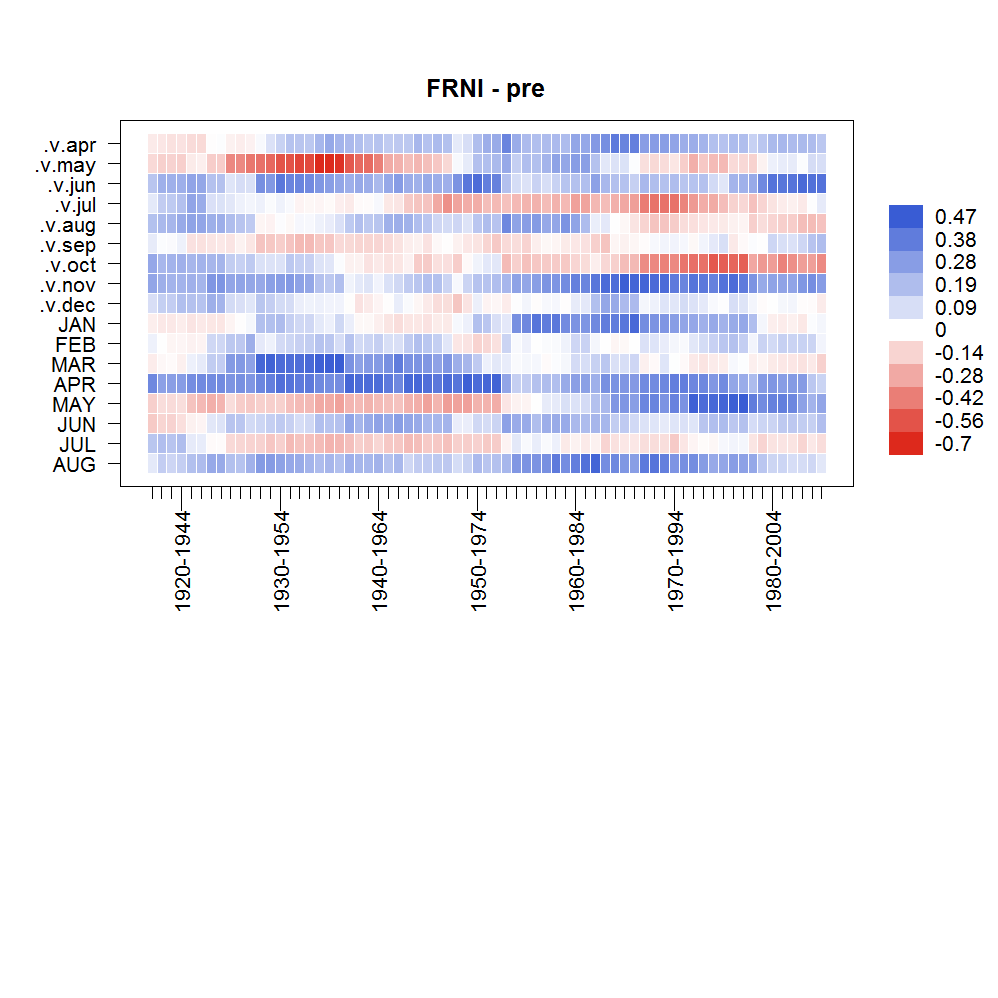 FRNI - pre
.v.apr
.v.may
.v.jun
.v.jul
.v.aug
.v.sep
.v.oct
.v.nov
.v.dec
JAN
FEB
MAR
APR
MAY
JUN
JUL
AUG
0.47
0.38
0.28
0.19
0.09
0
-0.14
-0.28
-0.42
-0.56
-0.7
1920-1944
1930-1954
1940-1964
1950-1974
1960-1984
1970-1994
1980-2004